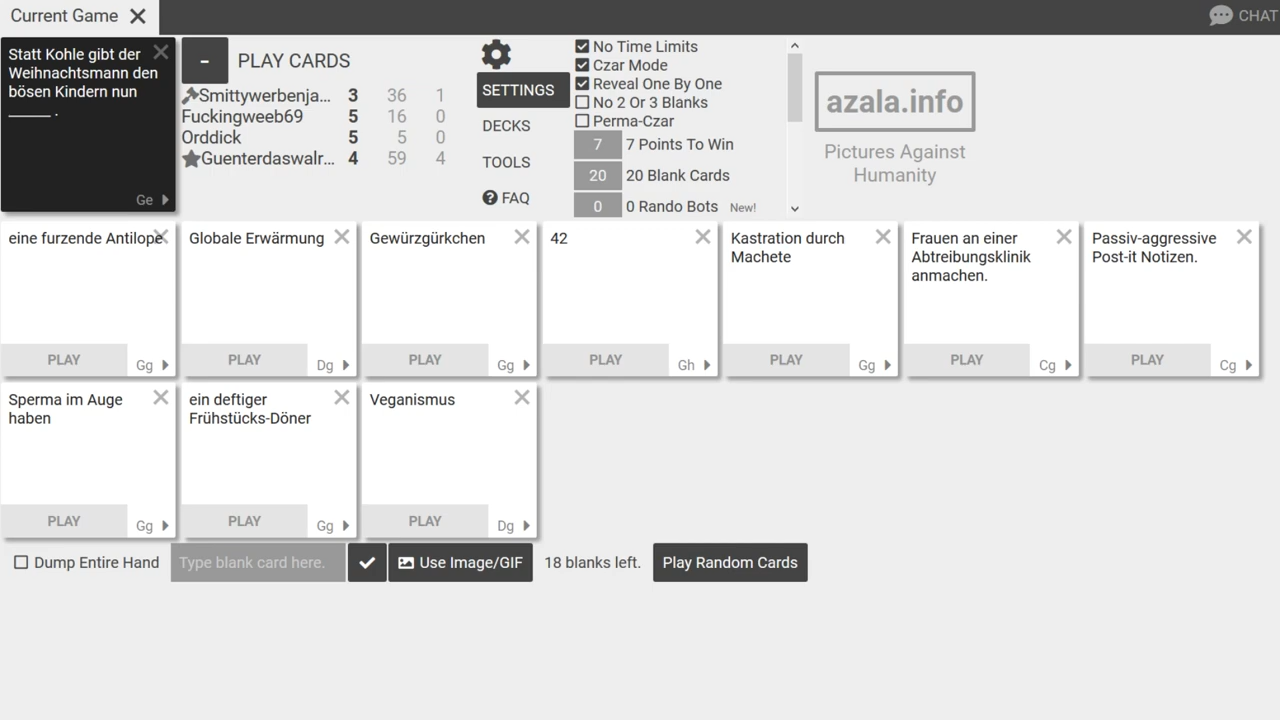 Current Game
CHAT
Statt Kohle gibt der
Weihnachtsmann den
bösen Kindern nun
_____ .
Ge
-
PLAY CARDS
Smittywerbenja... 3 36 1
Fuckingweeb69 5 16 0
Orddick 5 5 0
Guenterdaswalr... 4 59 4
SETTINGS
DECKS
TOOLS
FAQ
No Time Limits
Czar Mode
Reveal One By One
No 2 Or 3 Blanks
Perma-Czar
7 7 Points To Win
20 20 Blank Cards
0 0 Rando Bots New!
azala.info
Pictures Against
Humanity
eine furzende Antilope
PLAY Gg
Globale Erwärmung
PLAY Dg
Gewürzgürkchen
PLAY Gg
42
PLAY Gh
Kastration durch
Machete
PLAY Gg
Frauen an einer
Abtreibungsklinik
anmachen.
PLAY Cg
Passiv-aggressive
Post-it Notizen.
PLAY Cg
Sperma im Auge
haben
PLAY Gg
ein deftiger
Frühstücks-Döner
PLAY Gg
Veganismus
PLAY Dg
Dump Entire Hand
Type blank card here.
Use Image/GIF
18 blanks left.
Play Random Cards